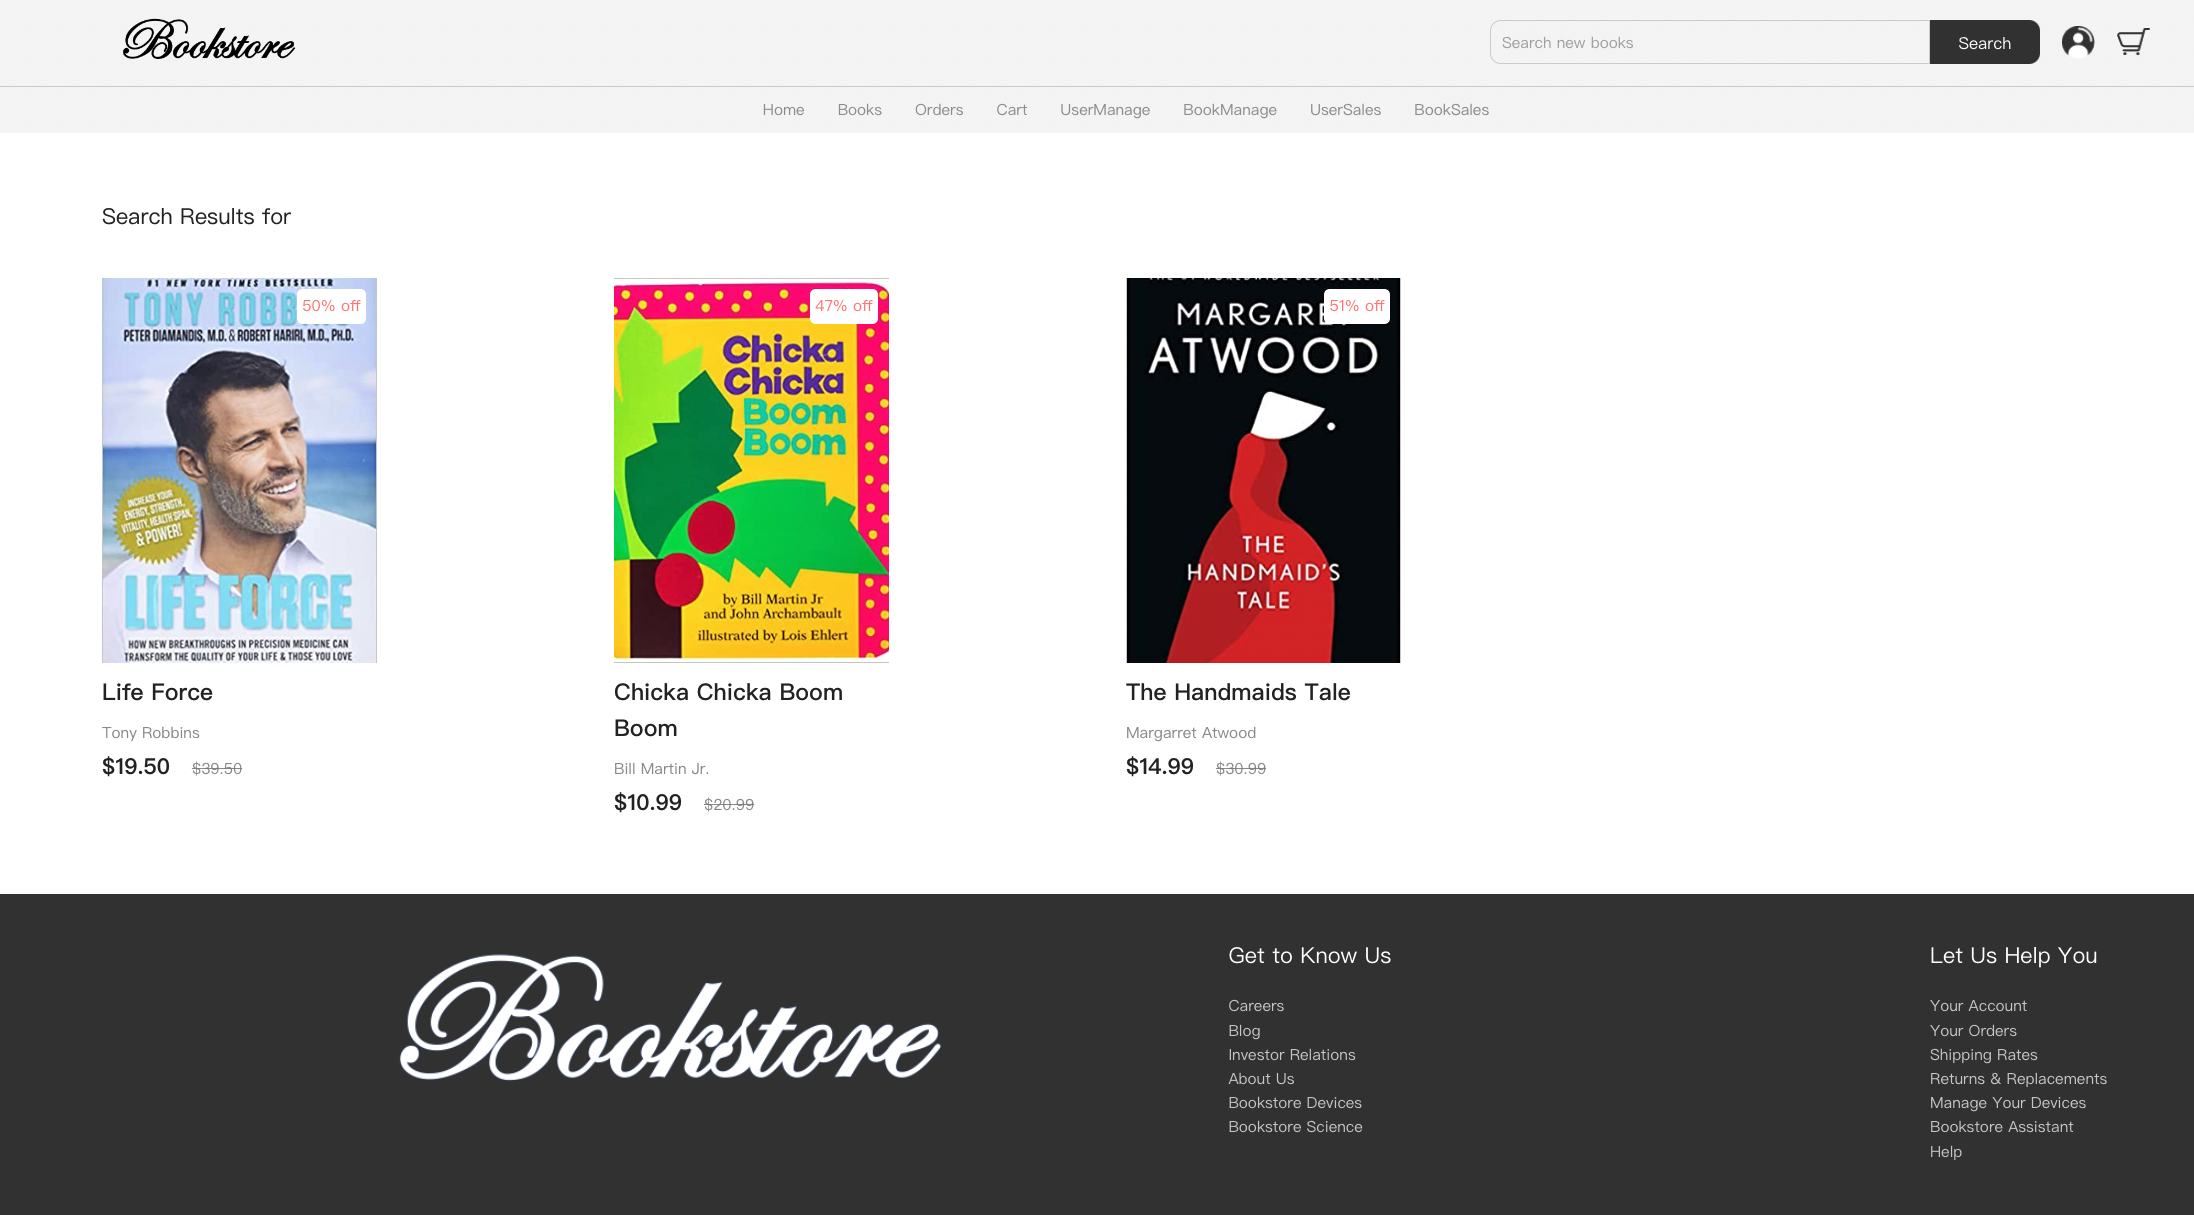 Bookstore
Search new books
Search
Home Books Orders Cart UserManage BookManage UserSales BookSales
Search Results for
#1 NEW YORK TIMES BESTSELLER
TONY ROBB
50% off
PETER DIAMANDIS, M.D. & ROBERT HARIRI, M.D., PH.D.
INCREASE YOUR
ENERGY, STRENGTH,
VITALITY, HEALTH SPAN,
& POWER!
LIFE FORCE
HOW NEW BREAKTHROUGHS IN PRECISION MEDICINE CAN
TRANSFORM THE QUALITY OF YOUR LIFE & THOSE YOU LOVE
Life Force
Tony Robbins
$19.50 $39.50
47% off
Chicka
Chicka
Boom
Boom
by Bill Martin Jr
and John Archambault
illustrated by Lois Ehlert
Chicka Chicka Boom
Boom
Bill Martin Jr.
$10.99 $20.99
51% off
MARGARE
ATWOOD
THE
HANDMAID'S
TALE
The Handmaids Tale
Margarret Atwood
$14.99 $30.99
Bookstore
Get to Know Us
Careers
Blog
Investor Relations
About Us
Bookstore Devices
Bookstore Science
Let Us Help You
Your Account
Your Orders
Shipping Rates
Returns & Replacements
Manage Your Devices
Bookstore Assistant
Help